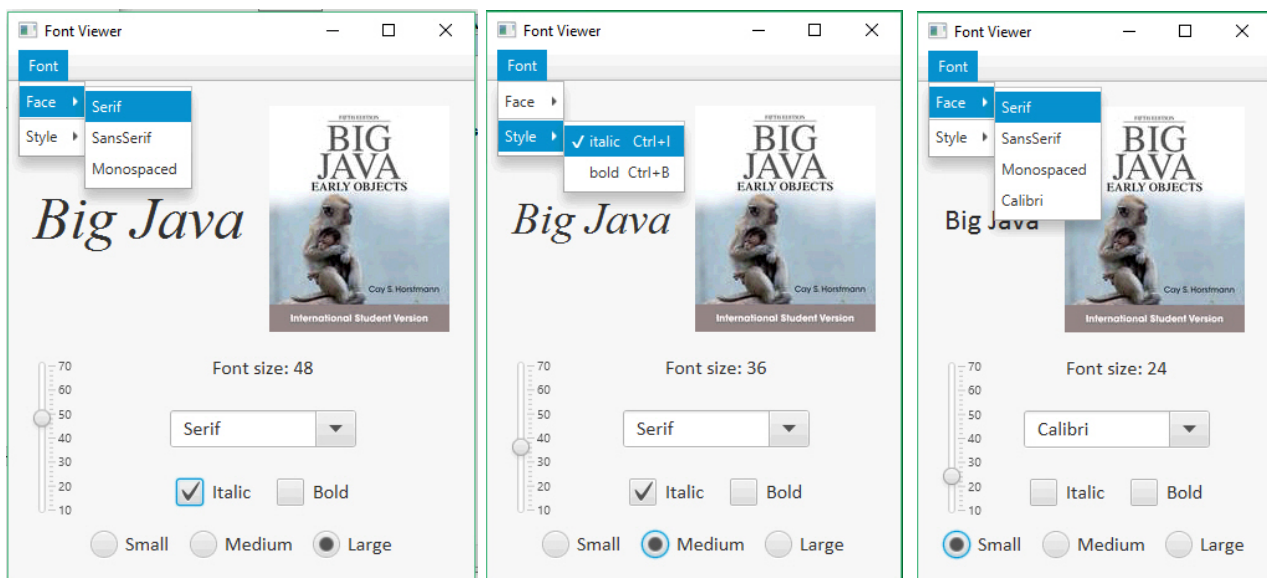 Font Viewer
Font
Face
Serif
Style
SansSerif
Monospaced
FIFTH EDITION
BIG
JAVA
EARLY OBJECTS
Big Java
Cay S. Horstmann
International Student Version
70
60
50
40
30
20
10
Font size: 48
Serif
Italic Bold
Small Medium Large
Font Viewer
Font
Face
Style
italic Ctrl+I
bold Ctrl+B
FIFTH EDITION
BIG
JAVA
EARLY OBJECTS
Big Java
Cay S. Horstmann
International Student Version
70
60
50
40
30
20
10
Font size: 36
Serif
Italic Bold
Small Medium Large
Font Viewer
Font
Face
Serif
Style
SansSerif
Monospaced
Calibri
FIFTH EDITION
BIG
JAVA
EARLY OBJECTS
Big Java
Cay S. Horstmann
International Student Version
70
60
50
40
30
20
10
Font size: 24
Calibri
Italic Bold
Small Medium Large